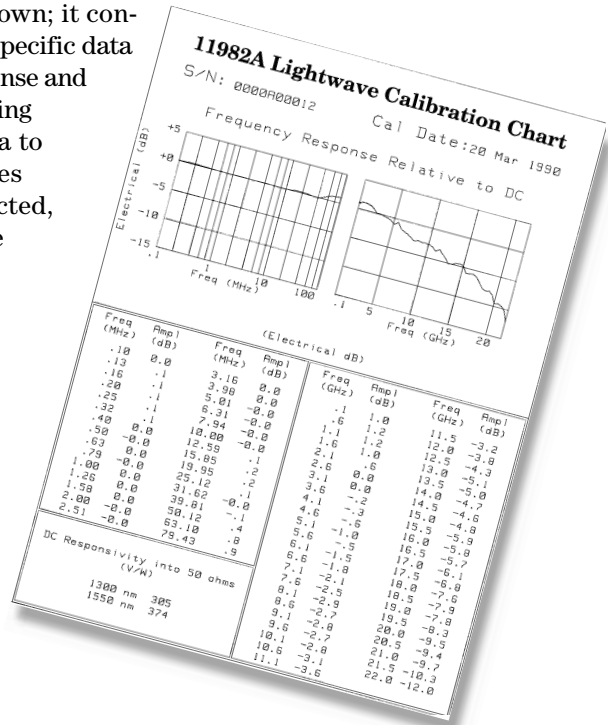 own; it con-
pecific data
nse and
ing
a to
es
cted,
e
11982A Lightwave Calibration Chart
S/N: 0000A00012
Cal Date:20 Mar 1990
Frequency Response Relative to DC
Electrical (dB)
+5
+0
-5
-10
-15
.1 1 10 100
Freq (MHz)
.1 5 10 15 20
Freq (GHz)
(Electrical dB)
Freq Ampl Freq Ampl
(MHz) (dB) (MHz) (dB)
.10 0.0 3.16 0.0
.13 .1 3.98 0.0
.16 .1 5.01 -0.0
.20 .1 6.31 -0.0
.25 .1 7.94 -0.0
.32 .1 10.00 -0.0
.40 0.0 12.59 .1
.50 -0.0 15.85 .2
.63 0.0 19.95 .2
.79 -0.0 25.12 .1
1.00 0.0 31.62 -0.0
1.26 0.0 39.81 -.1
1.58 0.0 50.12 .4
2.00 -0.0 63.10 .8
2.51 -0.0 79.43 .9
DC Responsivity into 50 ohms
(V/W)
1300 nm 305
1550 nm 374
Freq Ampl Freq Ampl
(GHz) (dB) (GHz) (dB)
.1 1.0 11.5 -3.2
.6 1.2 12.0 -3.8
1.1 1.2 12.5 -4.3
1.6 1.0 13.0 -5.1
2.1 .6 13.5 -5.0
2.6 0.0 14.0 -4.7
3.1 0.0 14.5 -4.6
3.6 -.2 15.0 -4.8
4.1 -.3 15.5 -5.9
4.6 -.6 16.0 -5.8
5.1 -1.0 16.5 -5.7
5.6 -.5 17.0 -6.1
6.1 -1.5 17.5 -6.8
6.6 -1.8 18.0 -7.6
7.1 -2.1 18.5 -7.9
7.6 -2.5 19.0 -7.8
8.1 -2.9 19.5 -8.3
8.6 -2.7 20.0 -9.5
9.1 -2.8 20.5 -9.4
9.6 -2.7 21.0 -9.7
10.1 -2.8 21.5 -10.3
10.6 -3.1 22.0 -12.0
11.1 -3.6